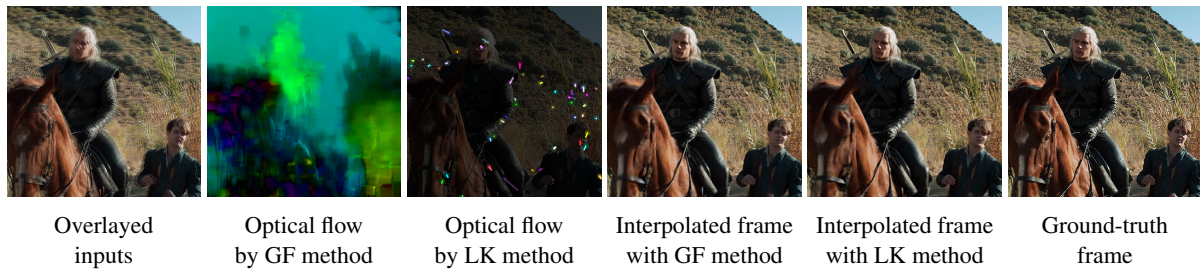 Overlayed
inputs
Optical flow
by GF method
Optical flow
by LK method
Interpolated frame
with GF method
Interpolated frame
with LK method
Ground-truth
frame